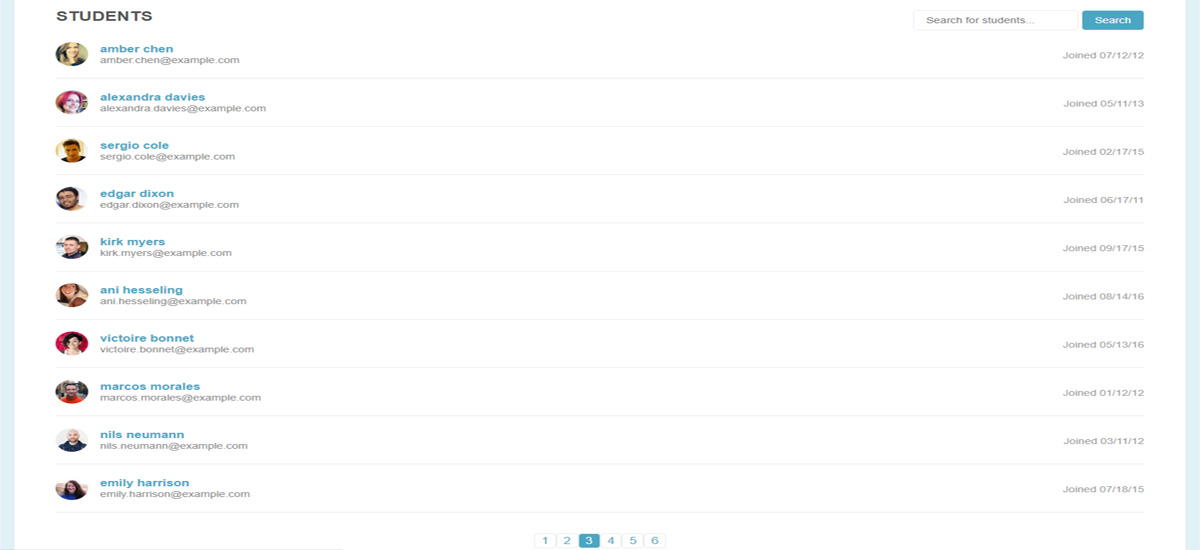 STUDENTS
Search for students...
Search
amber chen
amber.chen@example.com
Joined 07/12/12
alexandra davies
alexandra.davies@example.com
Joined 05/11/13
sergio cole
sergio.cole@example.com
Joined 02/17/15
edgar dixon
edgar.dixon@example.com
Joined 06/17/11
kirk myers
kirk.myers@example.com
Joined 09/17/15
ani hesseling
ani.hesseling@example.com
Joined 08/14/16
victoire bonnet
victoire.bonnet@example.com
Joined 05/13/16
marcos morales
marcos.morales@example.com
Joined 01/12/12
nils neumann
nils.neumann@example.com
Joined 03/11/12
emily harrison
emily.harrison@example.com
Joined 07/18/15
1 2 3 4 5 6